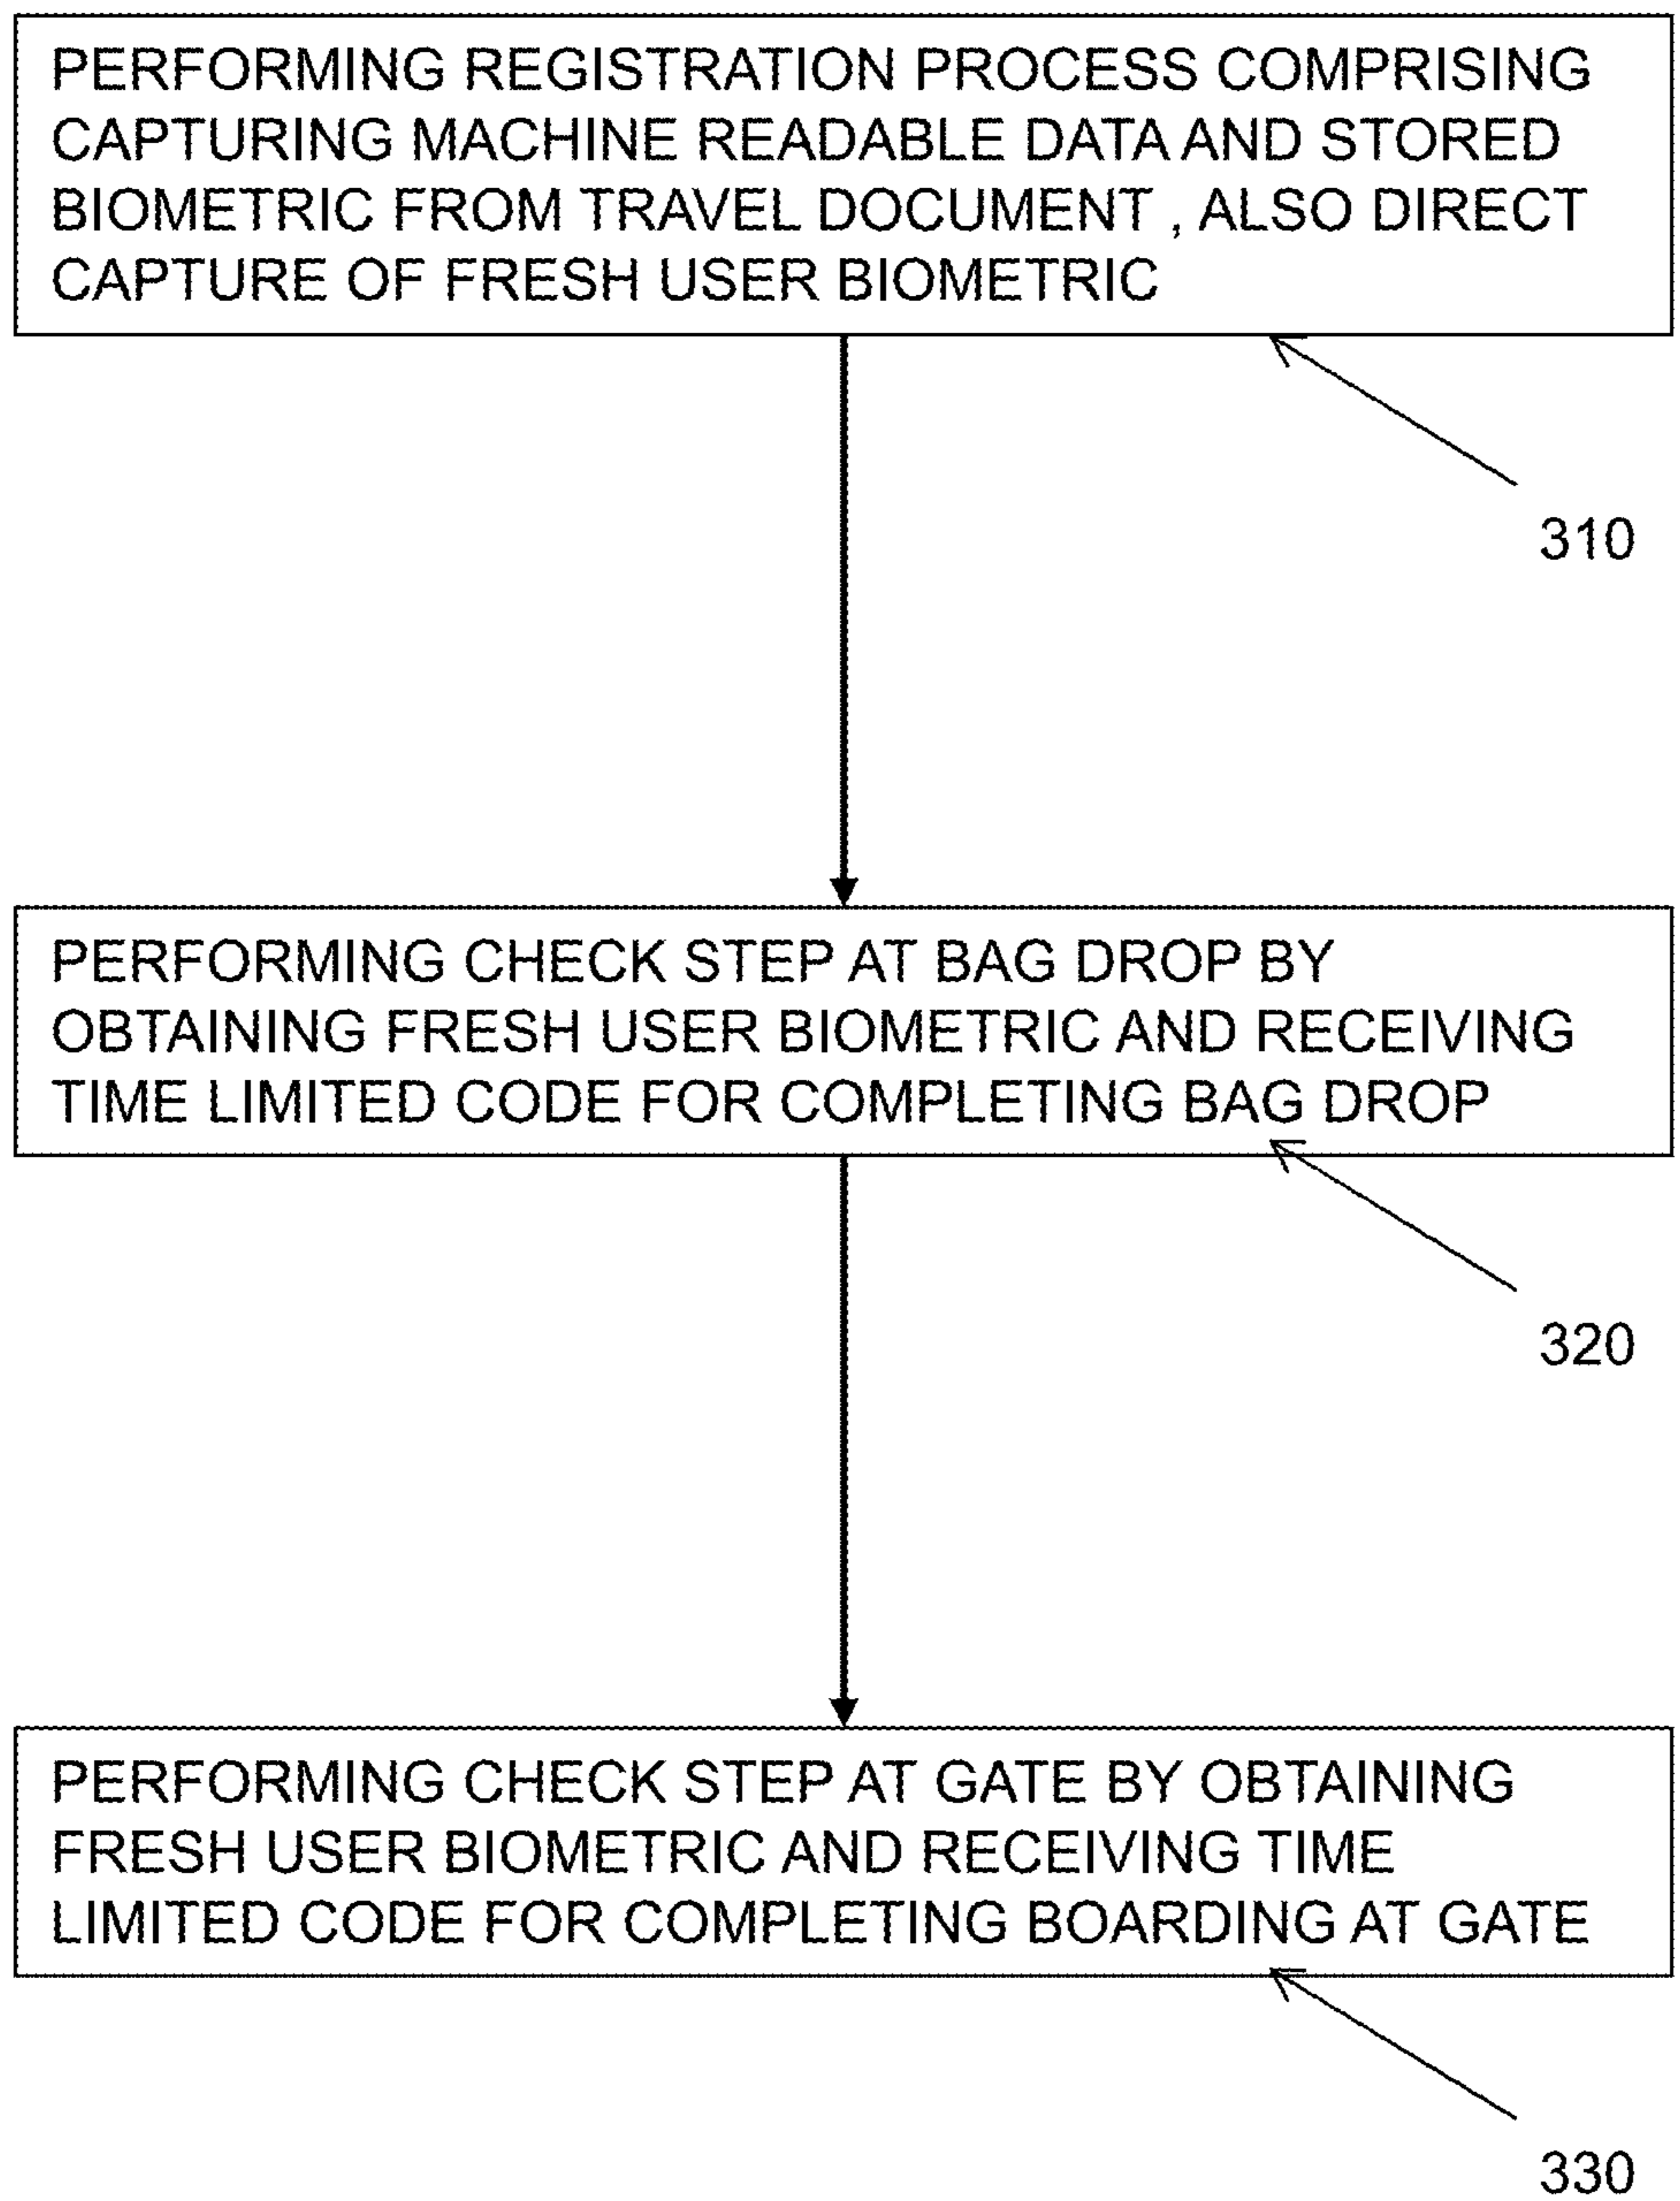 PERFORMING REGISTRATION PROCESS COMPRISING
CAPTURING MACHINE READABLE DATA AND STORED
BIOMETRIC FROM TRAVEL DOCUMENT , ALSO DIRECT
CAPTURE OF FRESH USER BIOMETRIC
310
PERFORMING CHECK STEP AT BAG DROP BY
OBTAINING FRESH USER BIOMETRIC AND RECEIVING
TIME LIMITED CODE FOR COMPLETING BAG DROP
320
PERFORMING CHECK STEP AT GATE BY OBTAINING
FRESH USER BIOMETRIC AND RECEIVING TIME
LIMITED CODE FOR COMPLETING BOARDING AT GATE
330